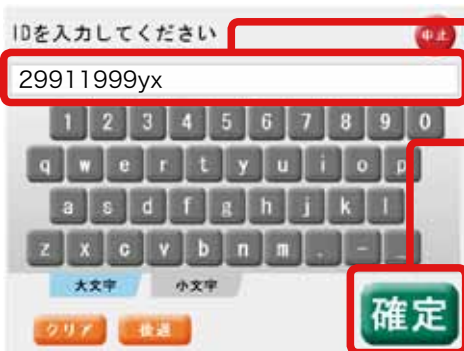 IDを入力してください 中止
29911999yx
1 2 3 4 5 6 7 8 9 0
q w e r t y u i o p
a s d f g h j k l
z x c v b n m . - _
大文字 小文字
クリア 後退 確定